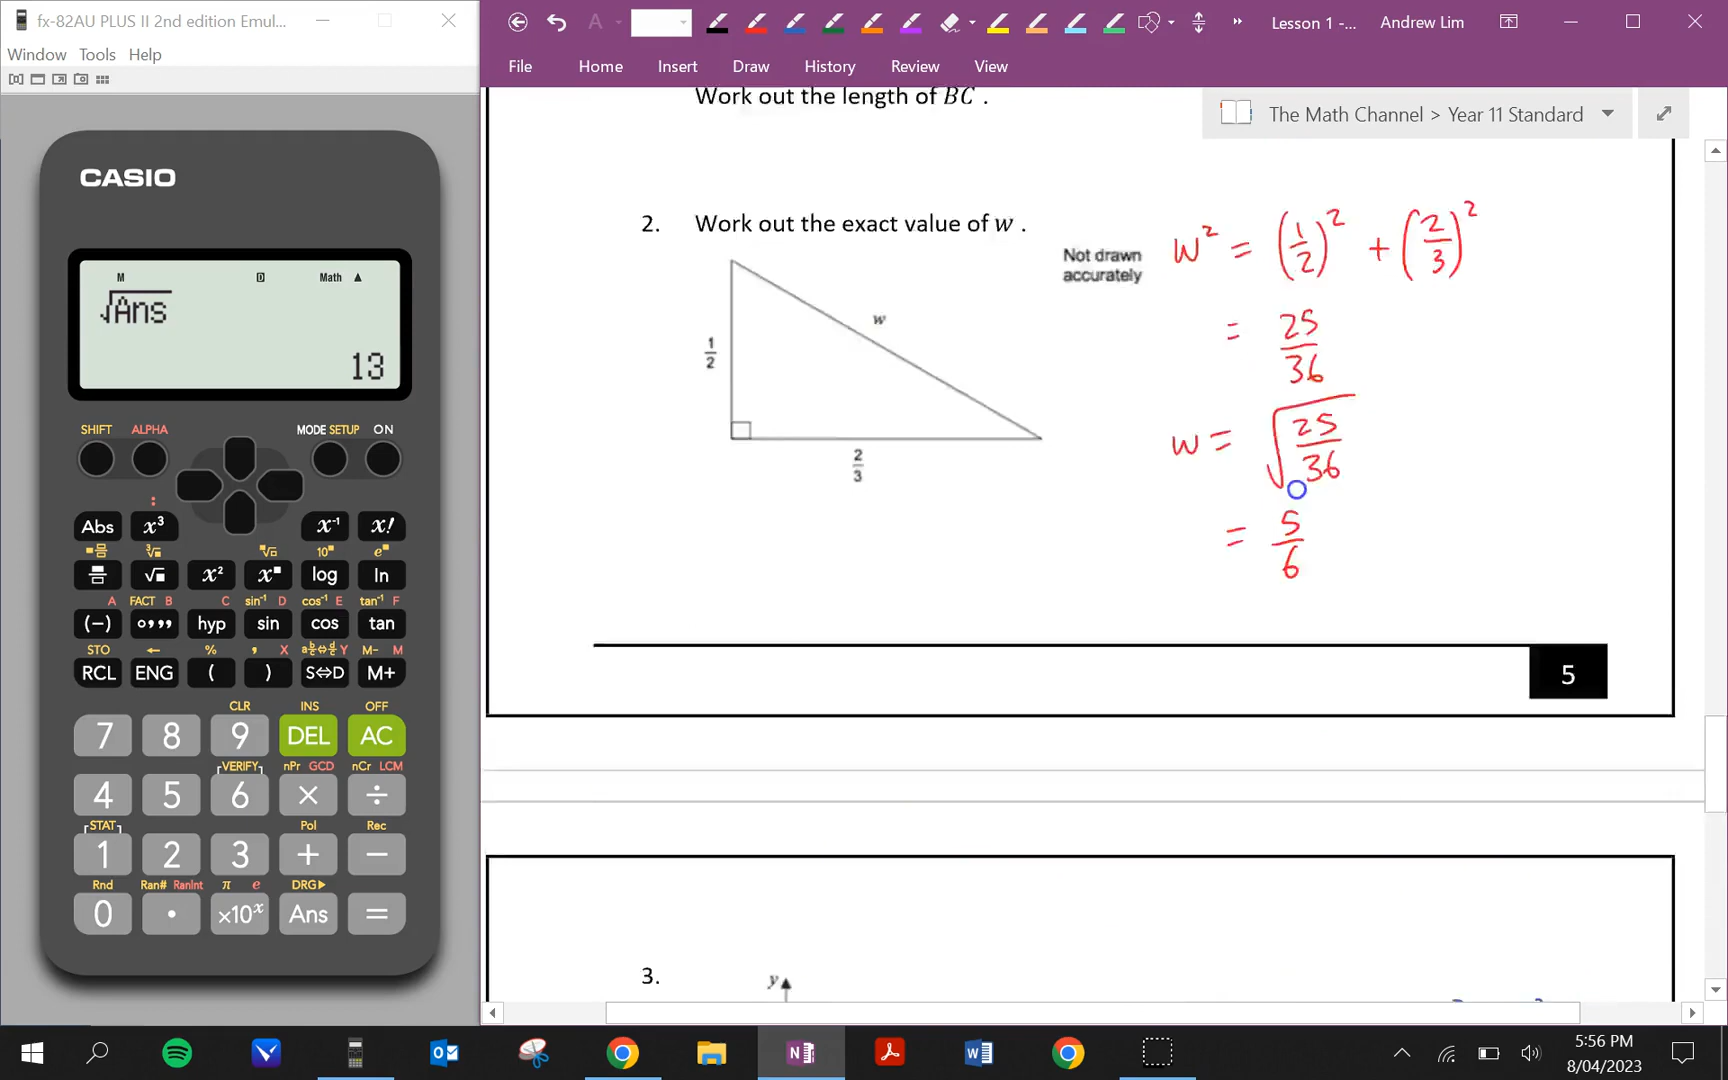 fx-82AU PLUS II 2nd edition Emul...
Window Tools Help
CASIO
M D Math ▲
√Ans
13
SHIFT ALPHA MODE SETUP ON
:
Abs x³ x⁻¹ x!
³√■ ■√□ 10■ e■
√■ x² x■ log ln
A FACT B C sin⁻¹ D cos⁻¹ E tan⁻¹ F
(−) °,,, hyp sin cos tan
STO ← % , X a b/c⇔d/c Y M- M
RCL ENG ( ) S⇔D M+
CLR INS OFF
7 8 9 DEL AC
VERIFY nPr GCD nCr LCM
4 5 6 × ÷
STAT Pol Rec
1 2 3 + −
Rnd Ran# RanInt π e DRG▶
0 • ×10ˣ Ans =
Lesson 1 -... Andrew Lim
File Home Insert Draw History Review View
The Math Channel > Year 11 Standard
Work out the length of BC .
2. Work out the exact value of w .
Not drawn
accurately
w
1/2
2/3
w² = (1/2)² + (2/3)²
= 25/36
w = √(25/36)
= 5/6
5
3.
y
5:56 PM
8/04/2023